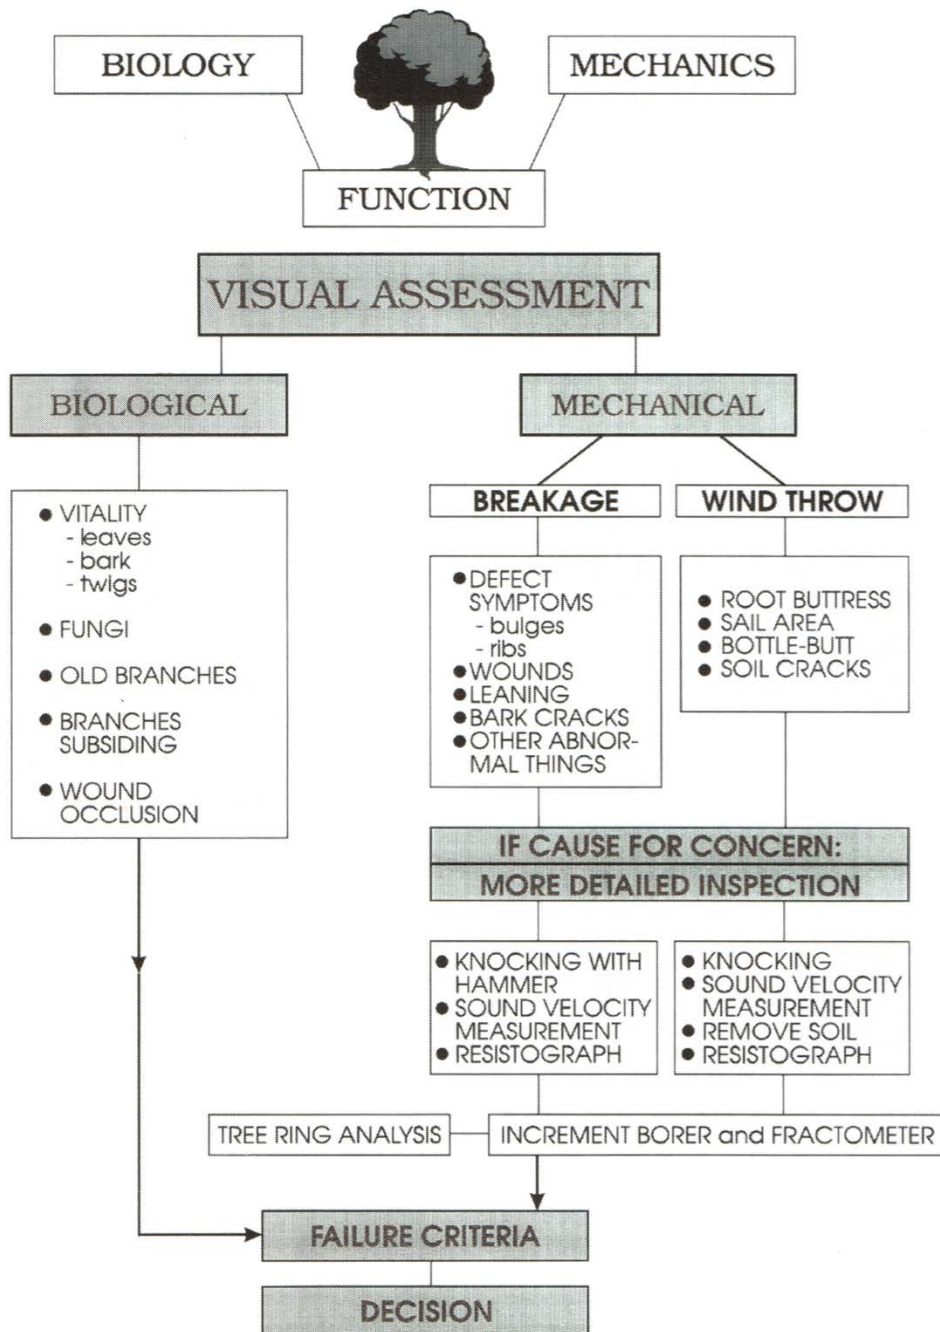 BIOLOGY
MECHANICS
FUNCTION
VISUAL ASSESSMENT
BIOLOGICAL
MECHANICAL
● VITALITY
- leaves
- bark
- twigs
● FUNGI
● OLD BRANCHES
● BRANCHES
SUBSIDING
● WOUND
OCCLUSION
BREAKAGE
● DEFECT
SYMPTOMS
- bulges
- ribs
● WOUNDS
● LEANING
● BARK CRACKS
● OTHER ABNOR-
MAL THINGS
WIND THROW
● ROOT BUTTRESS
● SAIL AREA
● BOTTLE-BUTT
● SOIL CRACKS
IF CAUSE FOR CONCERN:
MORE DETAILED INSPECTION
● KNOCKING WITH
HAMMER
● SOUND VELOCITY
MEASUREMENT
● RESISTOGRAPH
● KNOCKING
● SOUND VELOCITY
MEASUREMENT
● REMOVE SOIL
● RESISTOGRAPH
TREE RING ANALYSIS
INCREMENT BORER and FRACTOMETER
FAILURE CRITERIA
DECISION